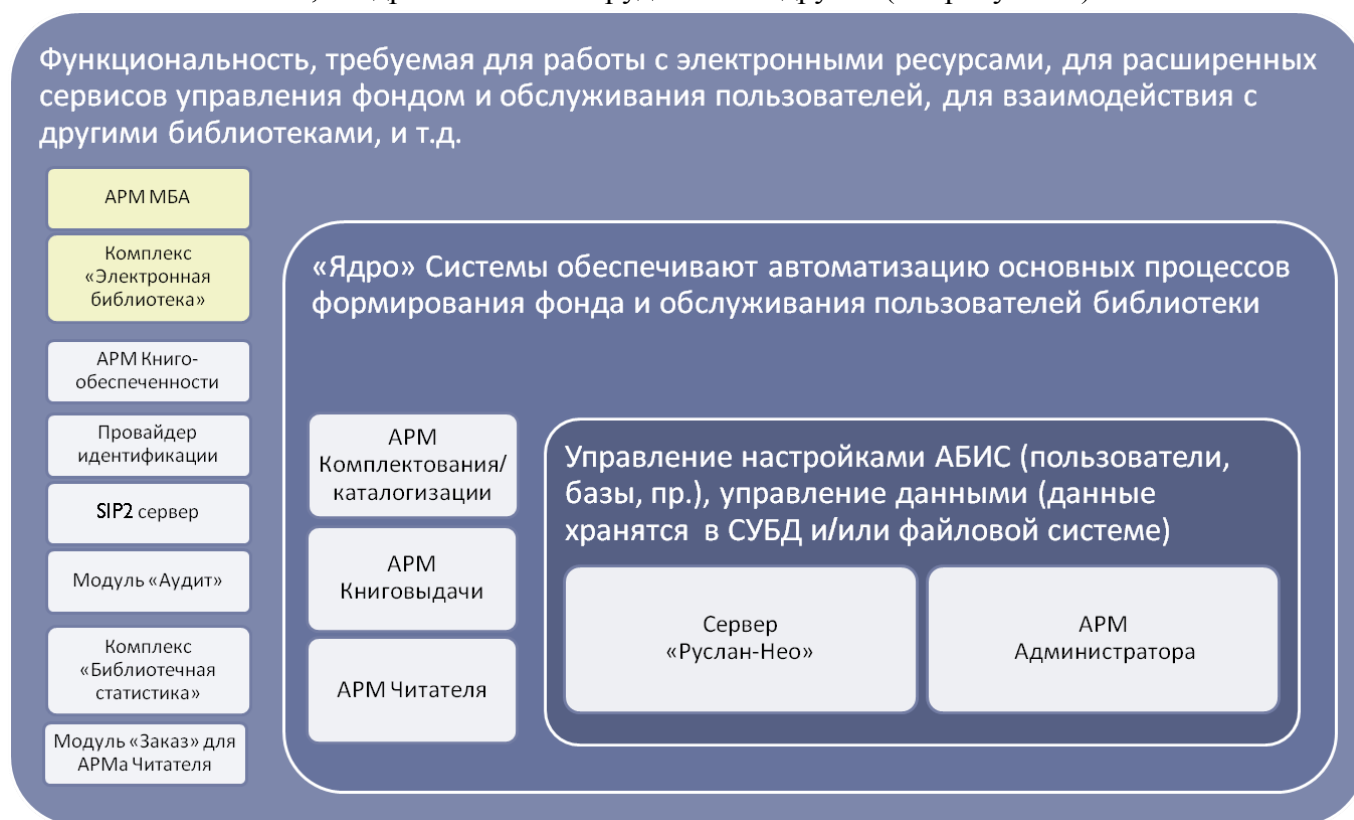 Функциональность, требуемая для работы с электронными ресурсами, для расширенных
сервисов управления фондом и обслуживания пользователей, для взаимодействия с
другими библиотеками, и т.д.
АРМ МБА
Комплекс
«Электронная
библиотека»
АРМ Книго-
обеспеченности
Провайдер
идентификации
SIP2 сервер
Модуль «Аудит»
Комплекс
«Библиотечная
статистика»
Модуль «Заказ» для
АРМа Читателя
«Ядро» Системы обеспечивают автоматизацию основных процессов
формирования фонда и обслуживания пользователей библиотеки
АРМ
Комплектования/
каталогизации
АРМ
Книговыдачи
АРМ Читателя
Управление настройками АБИС (пользователи,
базы, пр.), управление данными (данные
хранятся в СУБД и/или файловой системе)
Сервер
«Руслан-Нео»
АРМ
Администратора